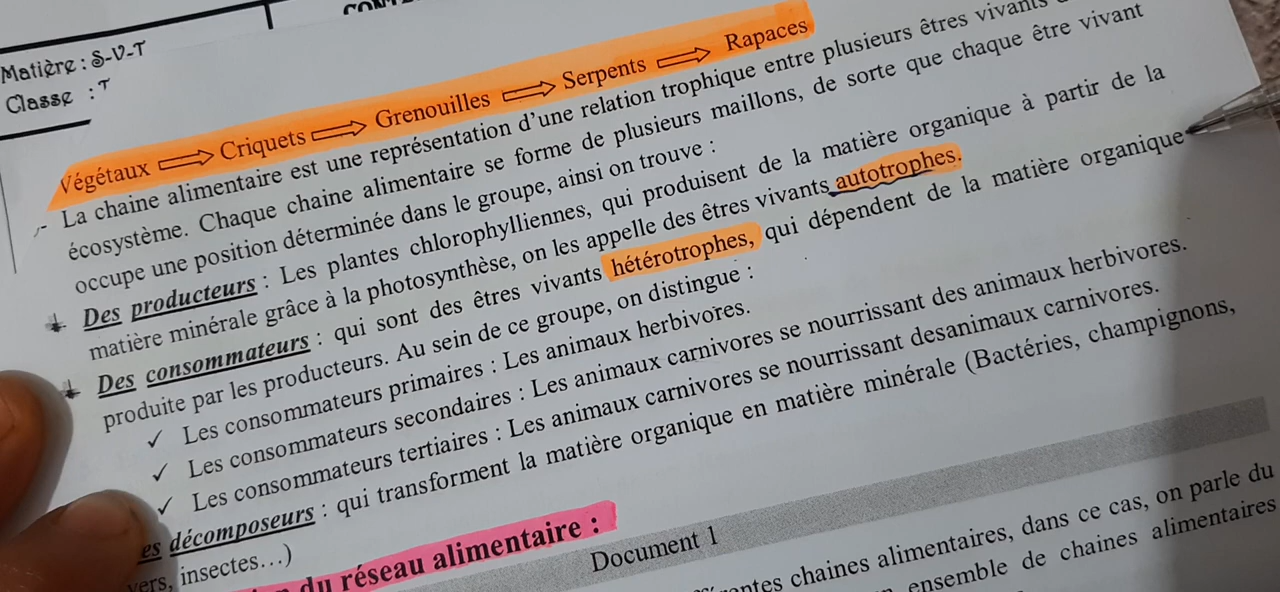 Matière : S-V-T
Classe : T
Végétaux ⇨ Criquets ⇨ Grenouilles ⇨ Serpents ⇨ Rapaces
La chaine alimentaire est une représentation d'une relation trophique entre plusieurs êtres vivants
écosystème. Chaque chaine alimentaire se forme de plusieurs maillons, de sorte que chaque être vivant
occupe une position déterminée dans le groupe, ainsi on trouve :
Des producteurs : Les plantes chlorophylliennes, qui produisent de la matière organique à partir de la
matière minérale grâce à la photosynthèse, on les appelle des êtres vivants autotrophes.
Des consommateurs : qui sont des êtres vivants hétérotrophes, qui dépendent de la matière organique
produite par les producteurs. Au sein de ce groupe, on distingue :
✓ Les consommateurs primaires : Les animaux herbivores.
✓ Les consommateurs secondaires : Les animaux carnivores se nourrissant des animaux herbivores.
✓ Les consommateurs tertiaires : Les animaux carnivores se nourrissant desanimaux carnivores.
es décomposeurs : qui transforment la matière organique en matière minérale (Bactéries, champignons,
vers, insectes…)
du réseau alimentaire :
Document 1
chaines alimentaires, dans ce cas, on parle du
ensemble de chaines alimentaires